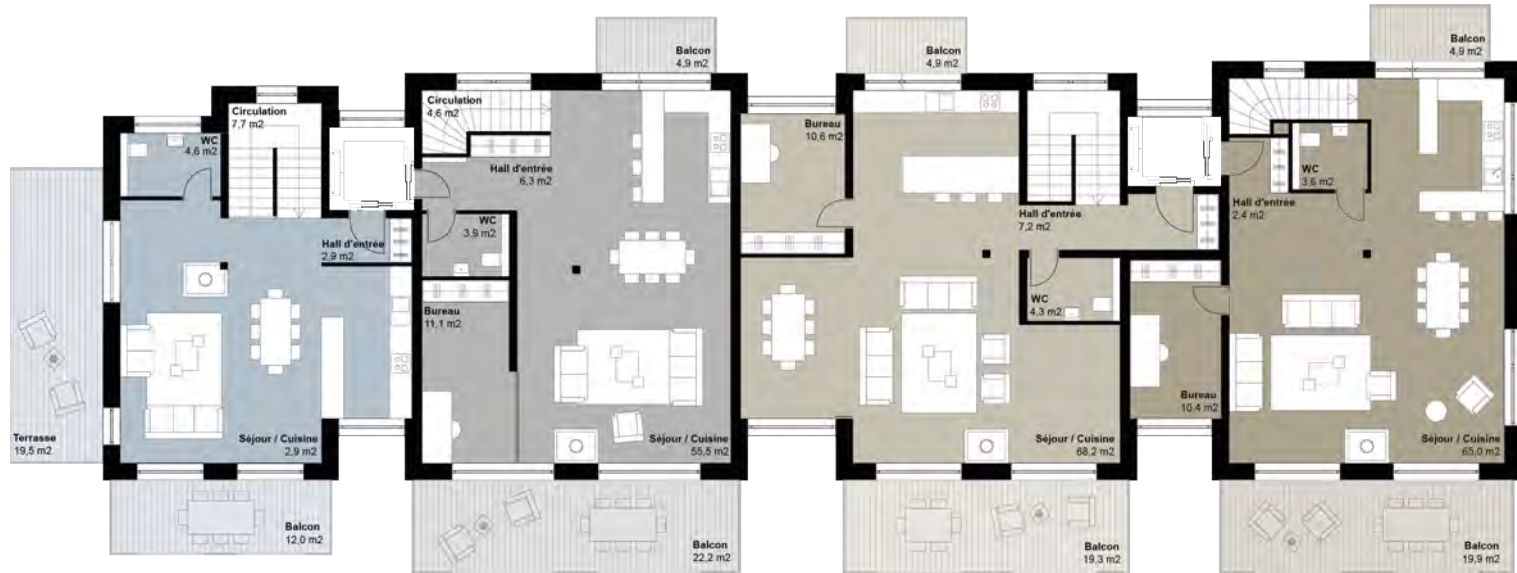 Balcon
4,9 m2
Balcon
4,9 m2
Balcon
4,9 m2
Circulation
7,7 m2
WC
4,6 m2
Hall d'entrée
2,9 m2
Séjour / Cuisine
2,9 m2
Terrasse
19,5 m2
Balcon
12,0 m2
Circulation
4,6 m2
Hall d'entrée
6,3 m2
WC
3,9 m2
Bureau
11,1 m2
Séjour / Cuisine
55,5 m2
Balcon
22,2 m2
Bureau
10,6 m2
Hall d'entrée
7,2 m2
WC
4,3 m2
Séjour / Cuisine
68,2 m2
Balcon
19,3 m2
WC
3,6 m2
Hall d'entrée
2,4 m2
Bureau
10,4 m2
Séjour / Cuisine
65,0 m2
Balcon
19,9 m2